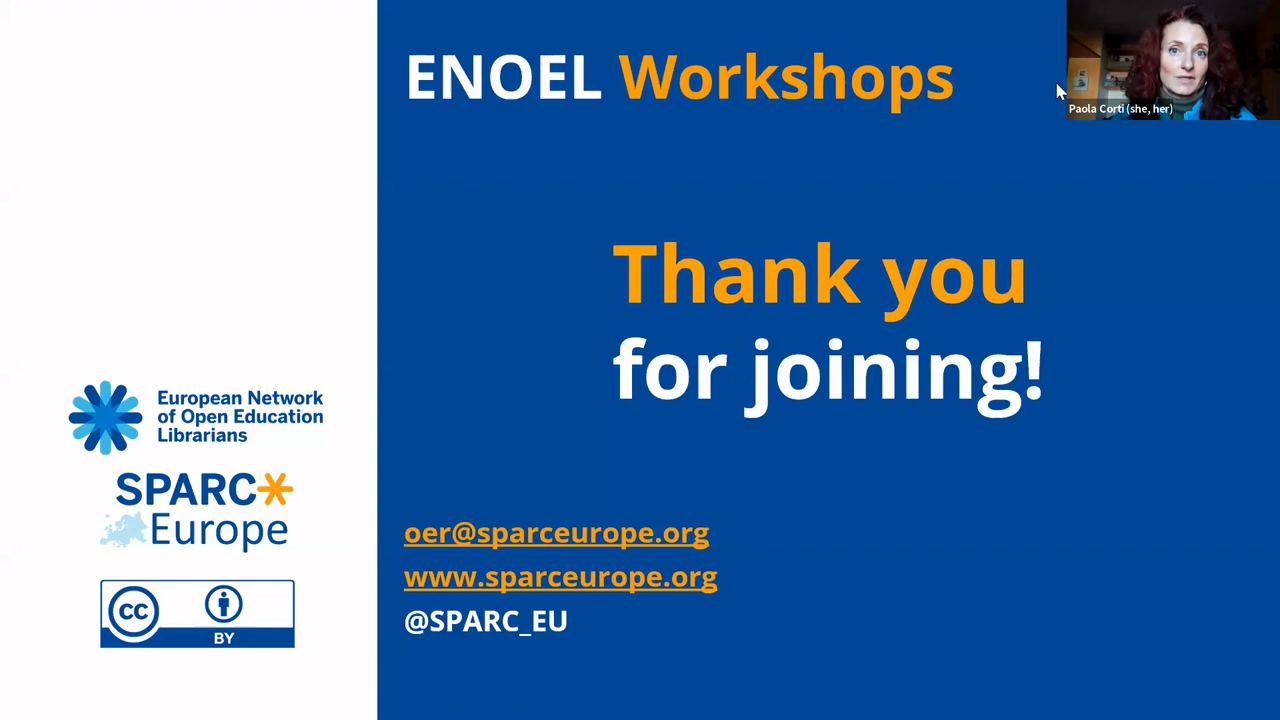 ENOEL Workshops
Paola Corti (she, her)
Thank you
for joining!
European Network
of Open Education
Librarians
SPARC
Europe
CC
BY
oer@sparceurope.org
www.sparceurope.org
@SPARC_EU